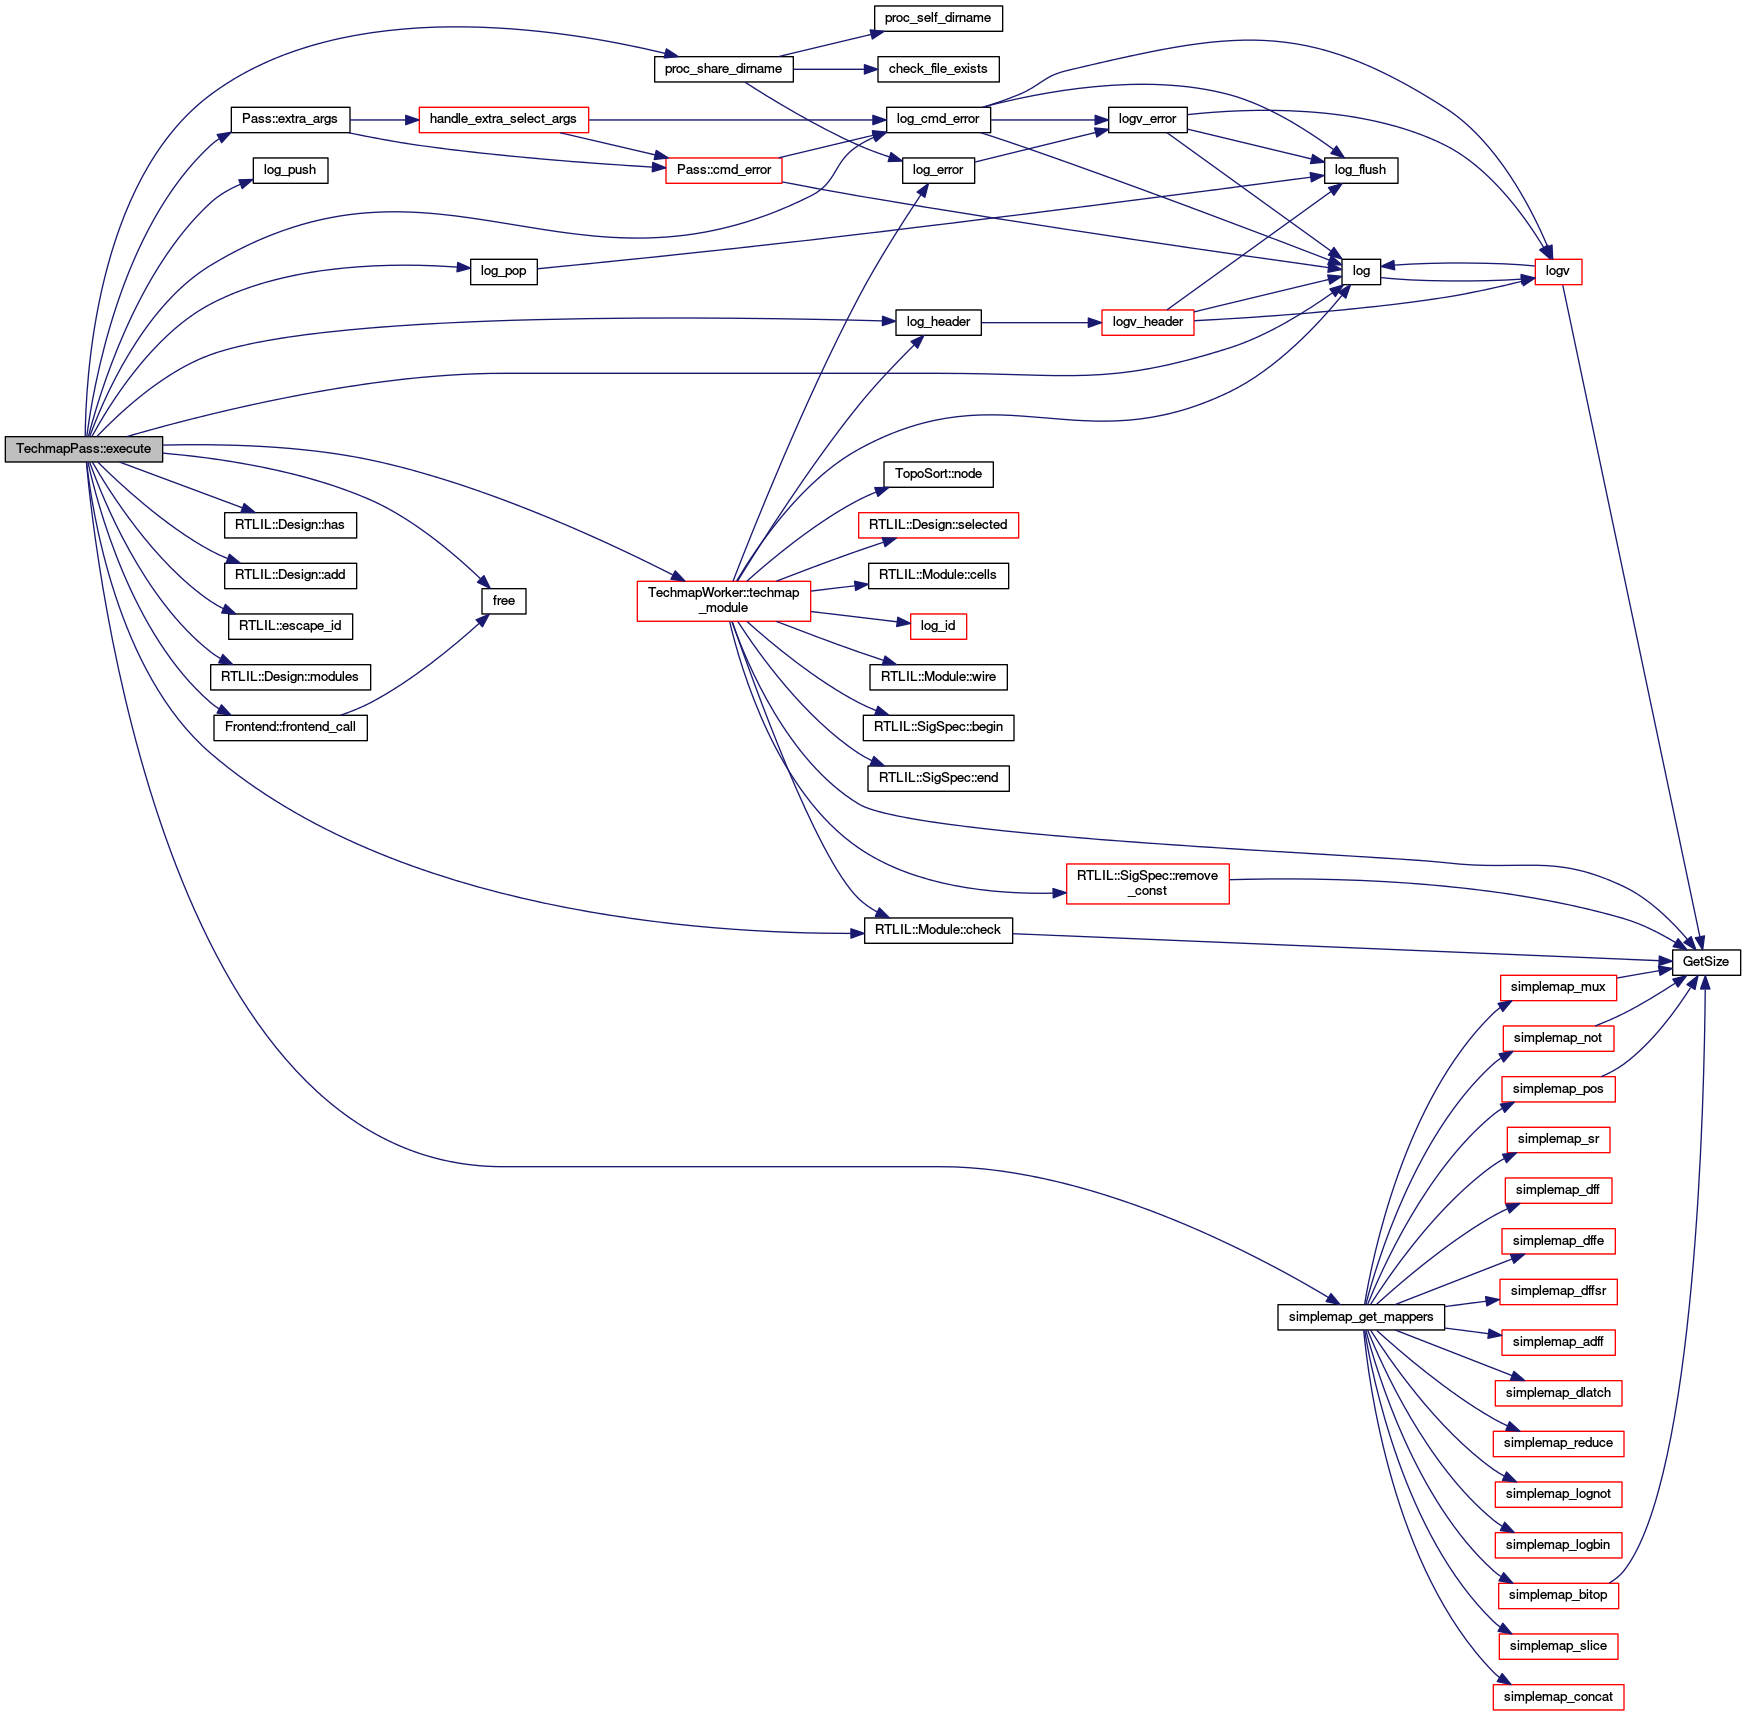 proc_self_dirname
proc_share_dirname
check_file_exists
Pass::extra_args
handle_extra_select_args
log_cmd_error
logv_error
log_push
Pass::cmd_error
log_error
log_flush
log_pop
log
logv
log_header
logv_header
TechmapPass::execute
TopoSort::node
RTLIL::Design::has
RTLIL::Design::selected
RTLIL::Design::add
RTLIL::Module::cells
free
TechmapWorker::techmap
_module
RTLIL::escape_id
log_id
RTLIL::Design::modules
RTLIL::Module::wire
Frontend::frontend_call
RTLIL::SigSpec::begin
RTLIL::SigSpec::end
RTLIL::SigSpec::remove
_const
RTLIL::Module::check
GetSize
simplemap_mux
simplemap_not
simplemap_pos
simplemap_sr
simplemap_dff
simplemap_dffe
simplemap_dffsr
simplemap_get_mappers
simplemap_adff
simplemap_dlatch
simplemap_reduce
simplemap_lognot
simplemap_logbin
simplemap_bitop
simplemap_slice
simplemap_concat